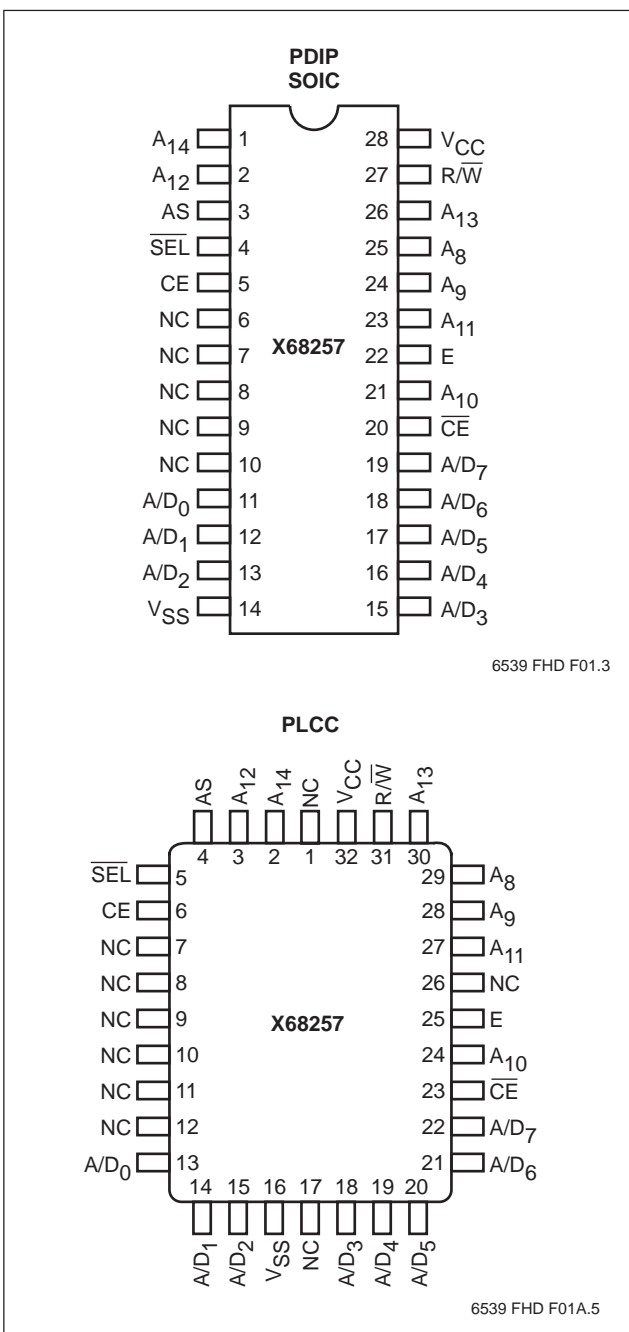 PDIP
SOIC
A14 1 28 VCC
A12 2 27 R/W̅
AS 3 26 A13
S̅E̅L̅ 4 25 A8
CE 5 24 A9
NC 6 23 A11
X68257
NC 7 22 E
NC 8 21 A10
NC 9 20 C̅E̅
NC 10 19 A/D7
A/D0 11 18 A/D6
A/D1 12 17 A/D5
A/D2 13 16 A/D4
VSS 14 15 A/D3
6539 FHD F01.3
PLCC
AS A12 A14 NC VCC R/W̅ A13
4 3 2 1 32 31 30
S̅E̅L̅ 5 29 A8
CE 6 28 A9
NC 7 27 A11
NC 8 26 NC
NC 9 X68257 25 E
NC 10 24 A10
NC 11 23 C̅E̅
NC 12 22 A/D7
A/D0 13 21 A/D6
14 15 16 17 18 19 20
A/D1 A/D2 VSS NC A/D3 A/D4 A/D5
6539 FHD F01A.5